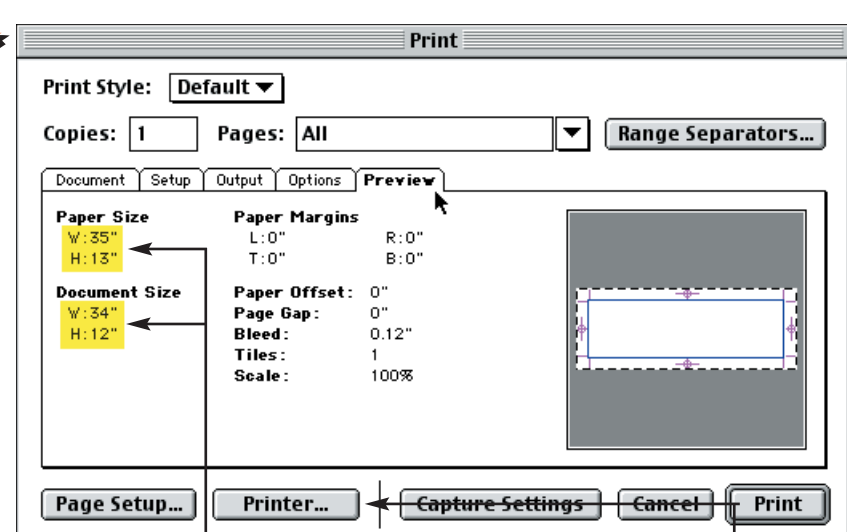 Print
Print Style: Default
Copies: 1 Pages: All Range Separators...
Document Setup Output Options Preview
Paper Size Paper Margins
W:35" L:0" R:0"
H:13" T:0" B:0"
Document Size Paper Offset: 0"
W:34" Page Gap: 0"
H:12" Bleed: 0.12"
Tiles: 1
Scale: 100%
Page Setup... Printer... Capture Settings Cancel Print